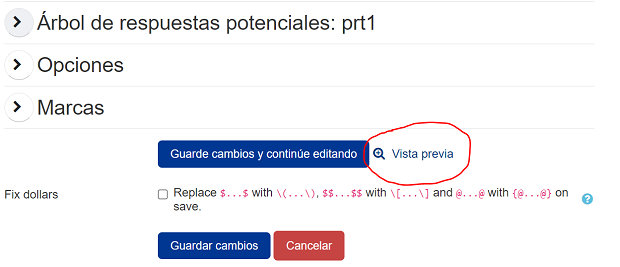 Árbol de respuestas potenciales: prt1
Opciones
Marcas
Guarde cambios y continúe editando Vista previa
Fix dollars Replace $...$ with \(...\), $$...$$ with \[...\] and @...@ with {@...@} on
save.
Guardar cambios Cancelar